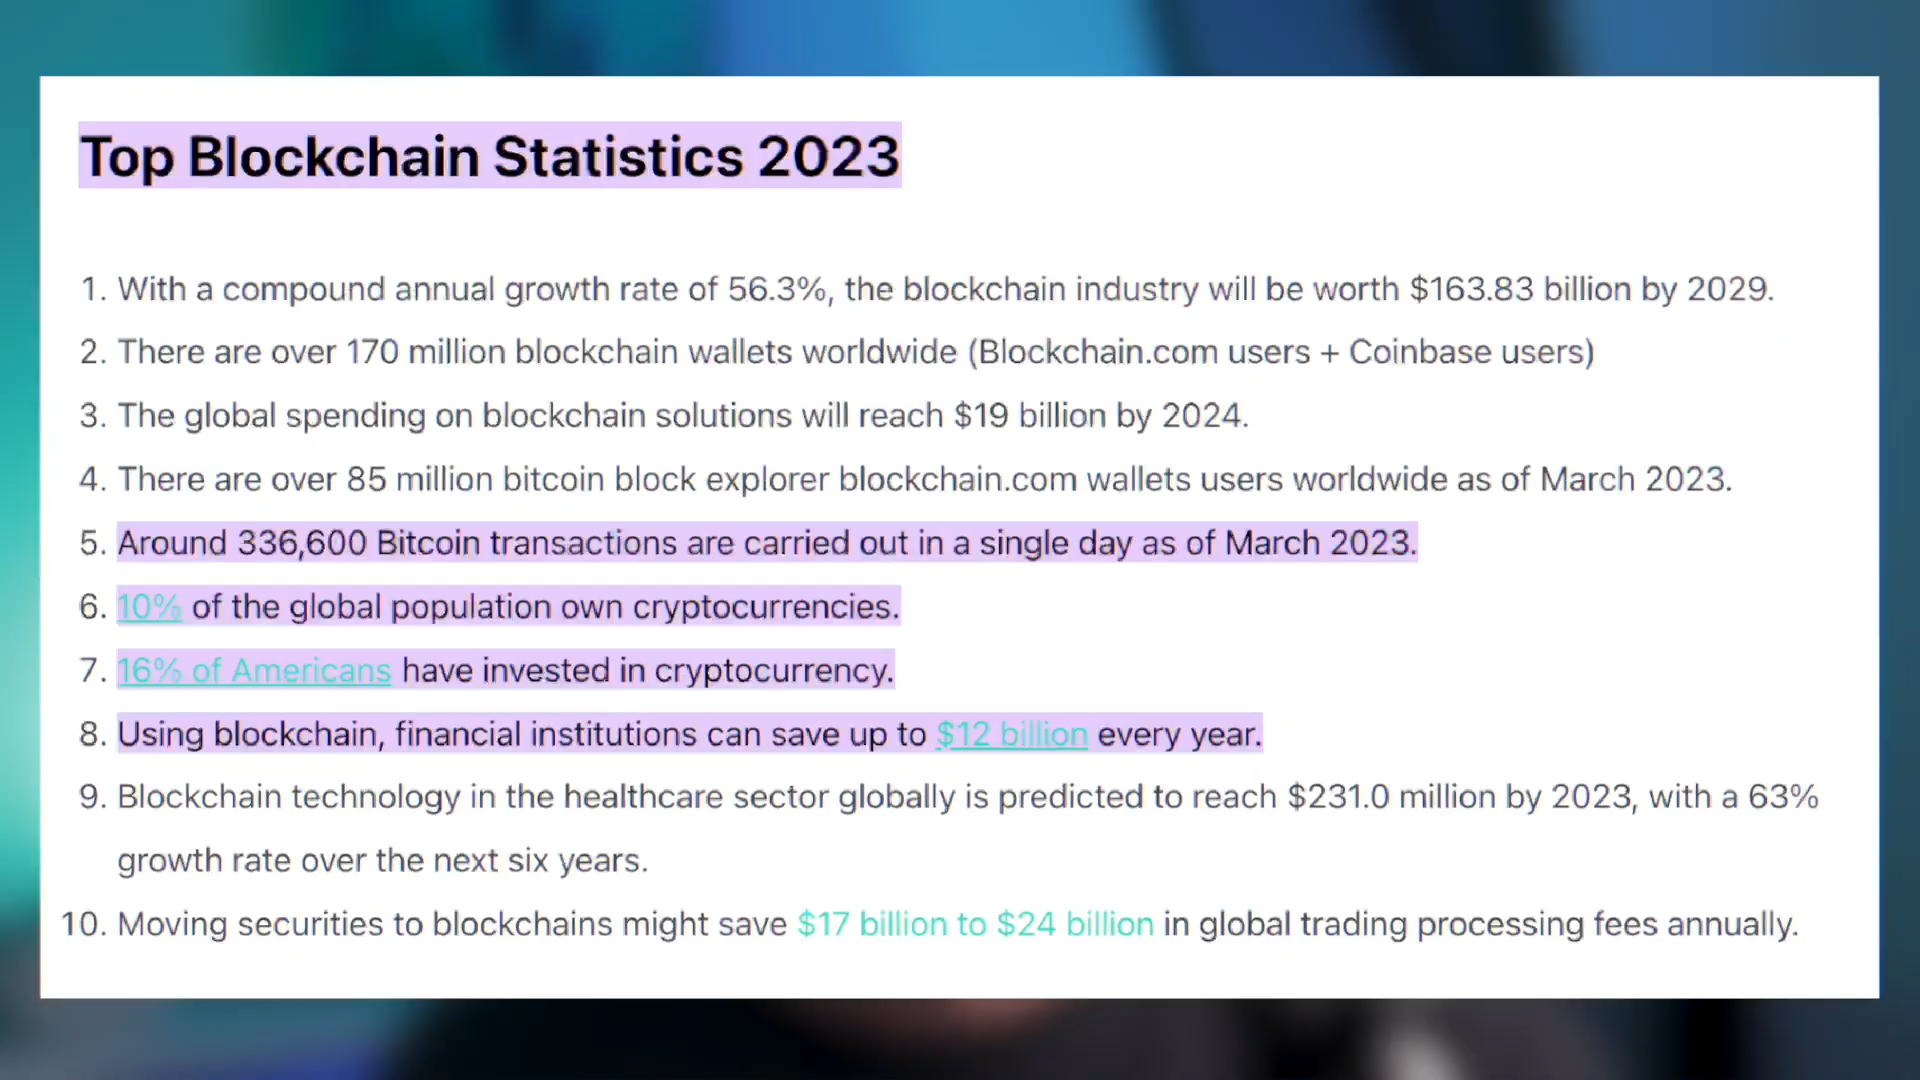 Top Blockchain Statistics 2023
1. With a compound annual growth rate of 56.3%, the blockchain industry will be worth $163.83 billion by 2029.
2. There are over 170 million blockchain wallets worldwide (Blockchain.com users + Coinbase users)
3. The global spending on blockchain solutions will reach $19 billion by 2024.
4. There are over 85 million bitcoin block explorer blockchain.com wallets users worldwide as of March 2023.
5. Around 336,600 Bitcoin transactions are carried out in a single day as of March 2023.
6. 10% of the global population own cryptocurrencies.
7. 16% of Americans have invested in cryptocurrency.
8. Using blockchain, financial institutions can save up to $12 billion every year.
9. Blockchain technology in the healthcare sector globally is predicted to reach $231.0 million by 2023, with a 63%
growth rate over the next six years.
10. Moving securities to blockchains might save $17 billion to $24 billion in global trading processing fees annually.